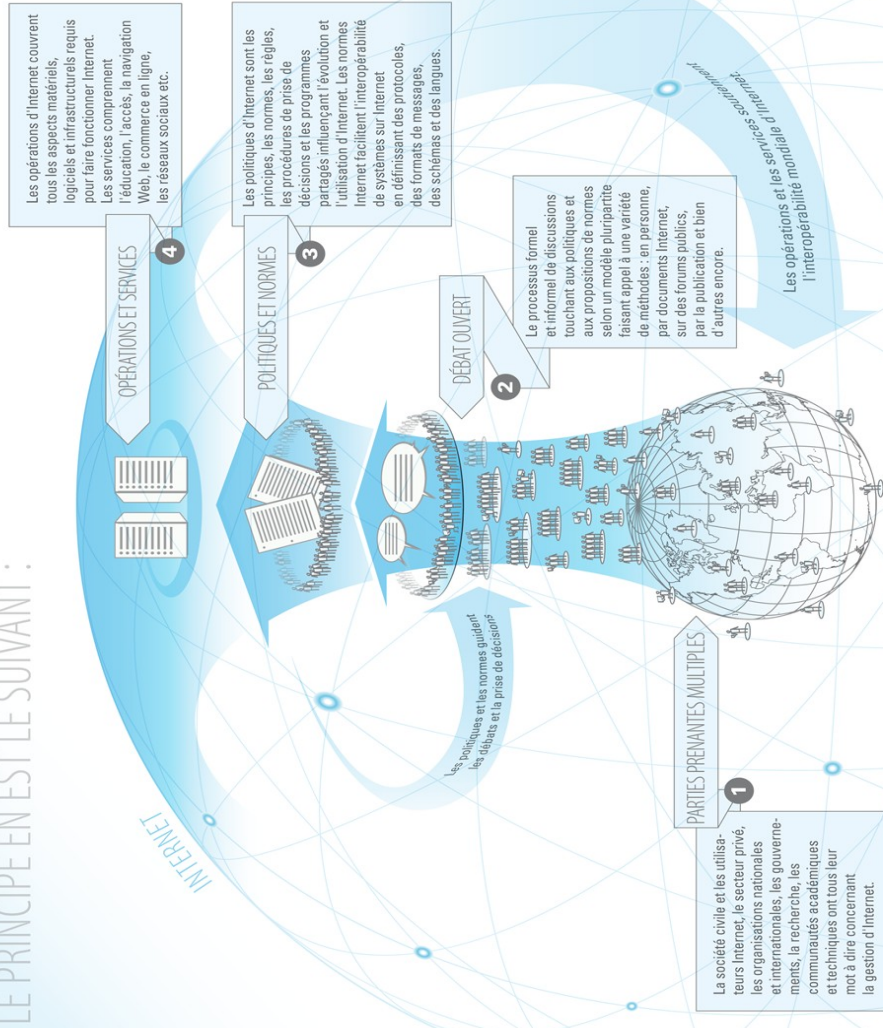 LE PRINCIPE EN EST LE SUIVANT :
INTERNET
PARTIES PRENANTES MULTIPLES
1
La société civile et les utilisa-
teurs Internet, le secteur privé,
les organisations nationales
et internationales, les gouverne-
ments, la recherche, les
communautés académiques
et techniques ont tous leur
mot à dire concernant
la gestion d'Internet.
Les politiques et les normes guident
les débats et la prise de décisions
DÉBAT OUVERT
2
Le processus formel
et informel de discussions
touchant aux politiques et
aux propositions de normes
selon un modèle pluripartite
faisant appel à une variété
de méthodes : en personne,
par documents Internet,
sur des forums publics,
par la publication et bien
d'autres encore.
POLITIQUES ET NORMES
3
Les politiques d'Internet sont les
principes, les normes, les règles,
les procédures de prise de
décisions et les programmes
partagés influençant l'évolution et
l'utilisation d'Internet. Les normes
Internet facilitent l'interopérabilité
de systèmes sur Internet
en définissant des protocoles,
des formats de messages,
des schémas et des langues.
OPÉRATIONS ET SERVICES
4
Les opérations d'Internet couvrent
tous les aspects matériels,
logiciels et infrastructurels requis
pour faire fonctionner Internet.
Les services comprennent
l'éducation, l'accès, la navigation
Web, le commerce en ligne,
les réseaux sociaux etc.
Les opérations et les services soutiennent
l'interopérabilité mondiale d'Internet.